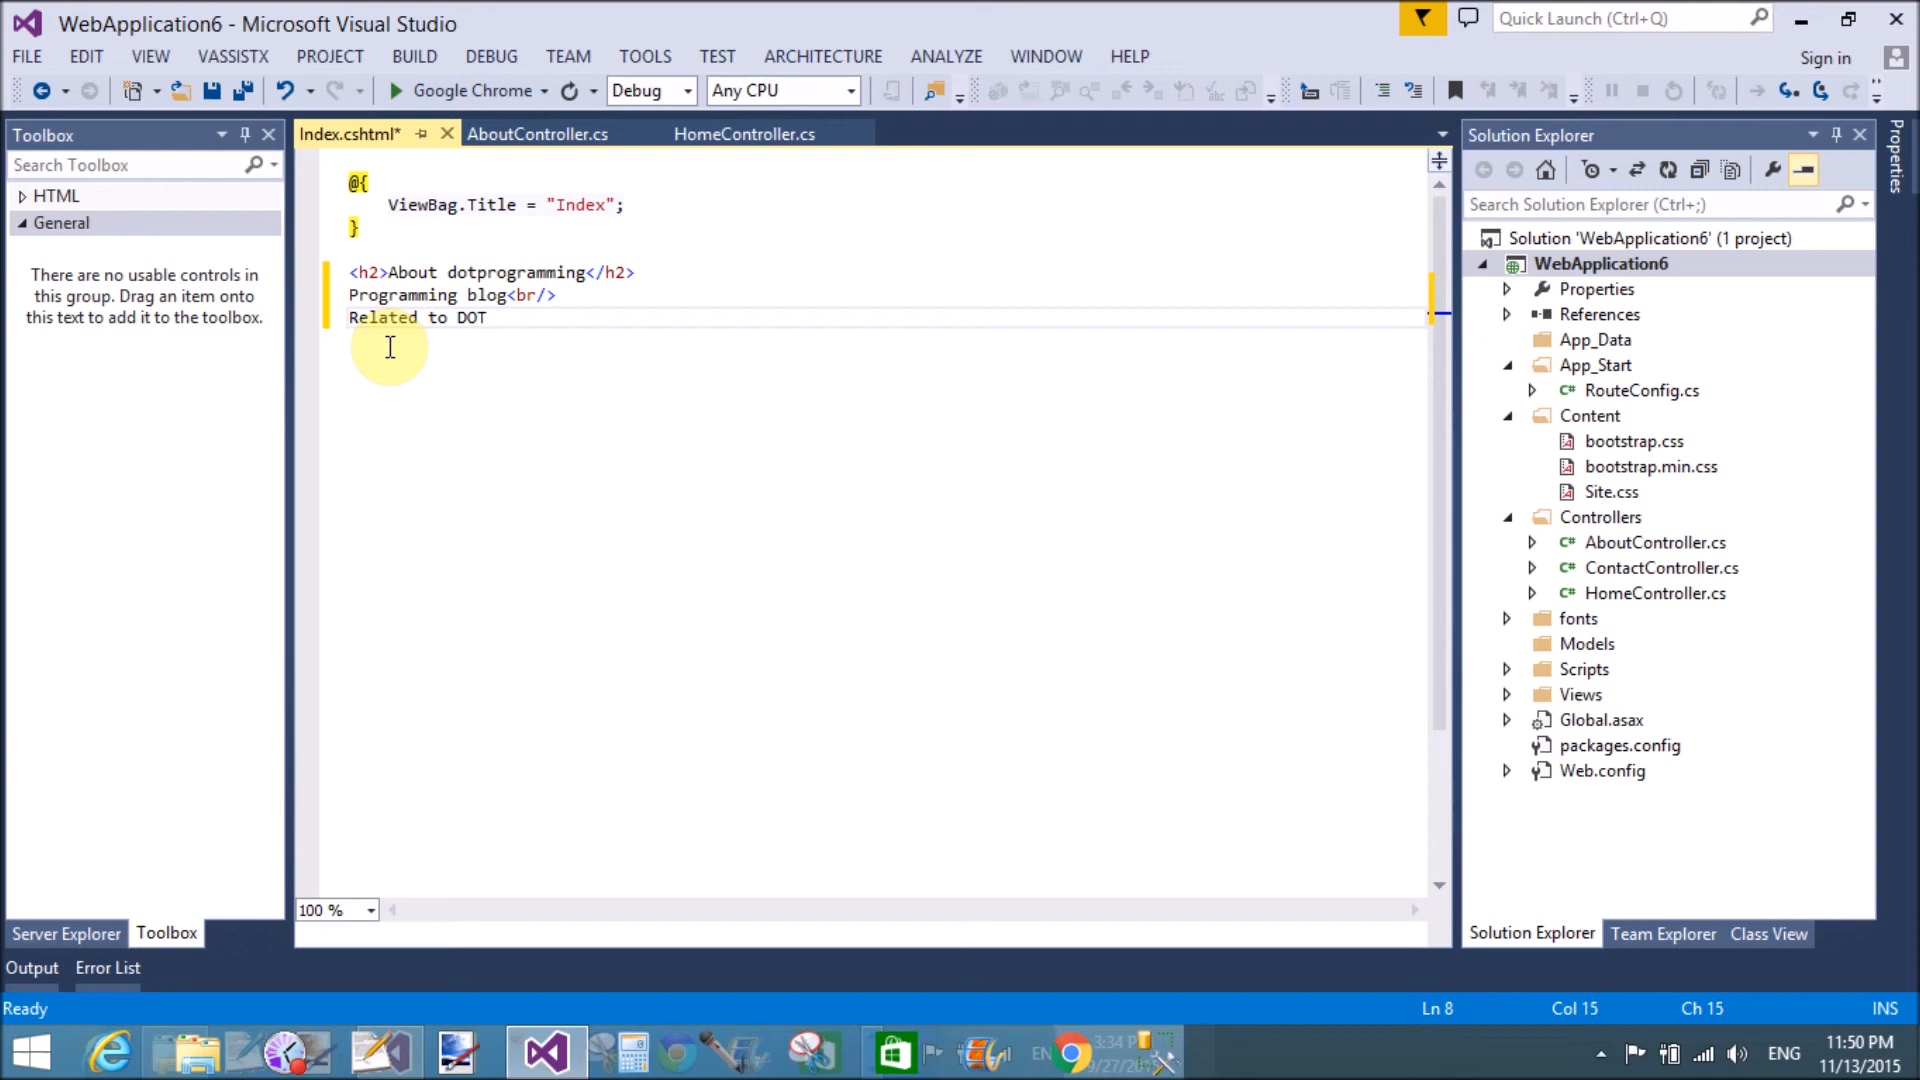 WebApplication6 - Microsoft Visual Studio
Quick Launch (Ctrl+Q)
FILE EDIT VIEW VASSISTX PROJECT BUILD DEBUG TEAM TOOLS TEST ARCHITECTURE ANALYZE WINDOW HELP
Sign in
Google Chrome Debug Any CPU
Toolbox
Search Toolbox
HTML
General
There are no usable controls in
this group. Drag an item onto
this text to add it to the toolbox.
Server Explorer Toolbox
Index.cshtml* AboutController.cs HomeController.cs
@{
ViewBag.Title = "Index";
}
<h2>About dotprogramming</h2>
Programming blog<br/>
Related to DOT
100 %
Solution Explorer
Search Solution Explorer (Ctrl+;)
Solution 'WebApplication6' (1 project)
WebApplication6
Properties
References
App_Data
App_Start
C# RouteConfig.cs
Content
bootstrap.css
bootstrap.min.css
Site.css
Controllers
C# AboutController.cs
C# ContactController.cs
C# HomeController.cs
fonts
Models
Scripts
Views
Global.asax
packages.config
Web.config
Solution Explorer Team Explorer Class View
Properties
Output Error List
Ready Ln 8 Col 15 Ch 15 INS
EN 3:34 P
ENG 11:50 PM
11/13/2015